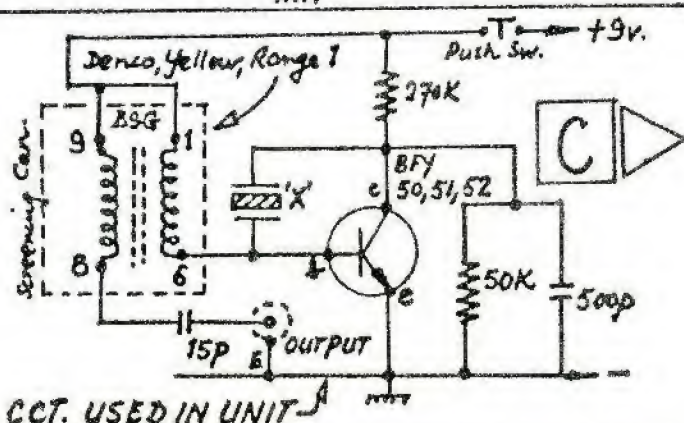 +9v.
Push Sw.
Denco, Yellow, Range 1
270K
BSG
9
1
Screening Can.
'X'
BFY
50, 51, 52
c
C
8
6
e
50K
500p
15p
OUTPUT
E
CCT. USED IN UNIT